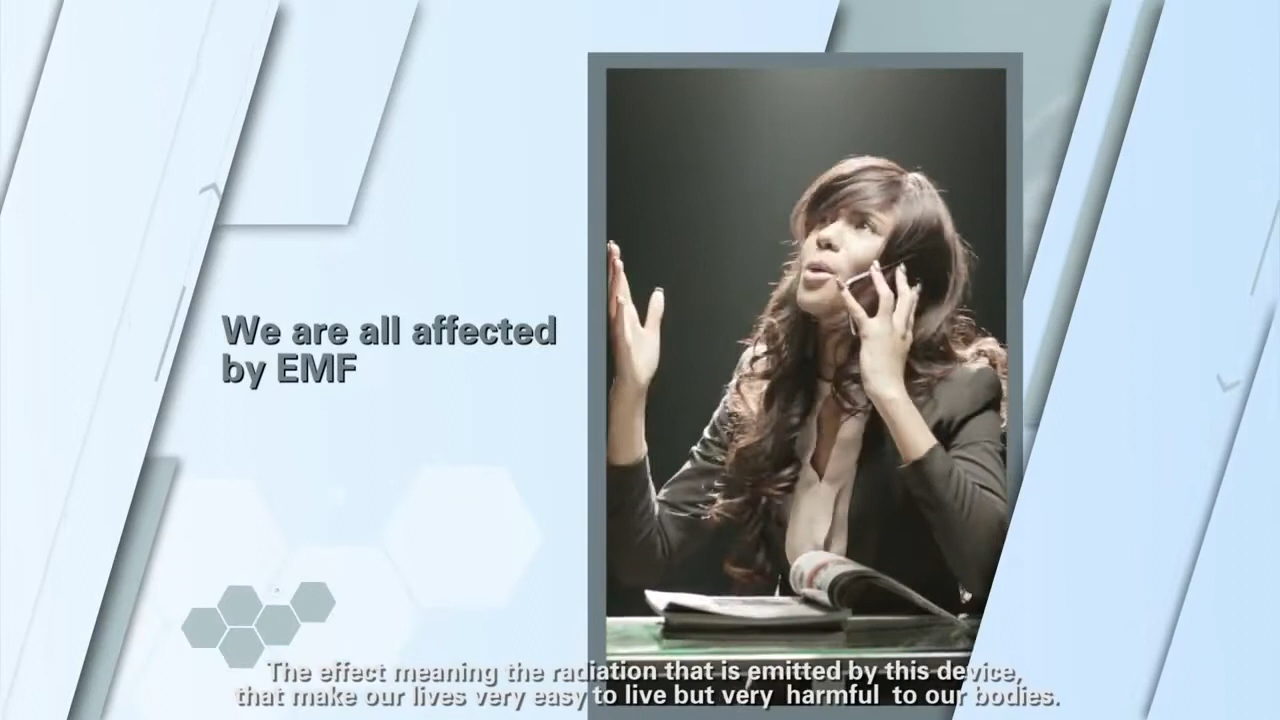 We are all affected
by EMF
The effect meaning the radiation that is emitted by this device,
that make our lives very easy to live but very harmful to our bodies.